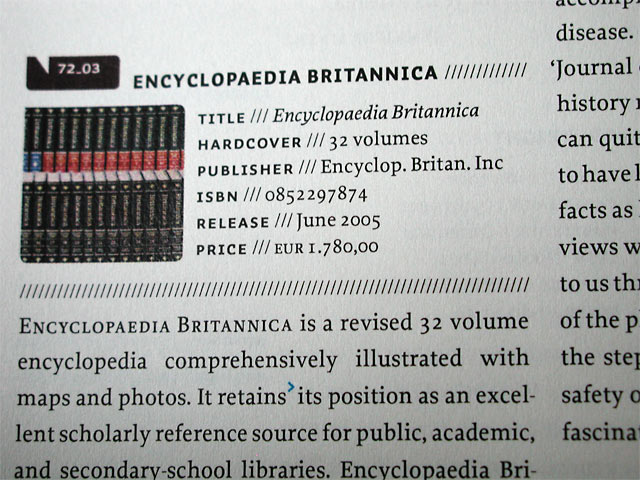 72_03
ENCYCLOPAEDIA BRITANNICA ////////////
TITLE /// Encyclopaedia Britannica
HARDCOVER /// 32 volumes
PUBLISHER /// Encyclop. Britan. Inc
ISBN /// 0852297874
RELEASE /// June 2005
PRICE /// EUR 1.780,00
ENCYCLOPAEDIA BRITANNICA is a revised 32 volume
encyclopedia comprehensively illustrated with
maps and photos. It retains its position as an excel-
lent scholarly reference source for public, academic,
and secondary-school libraries. Encyclopaedia Bri-
disease.
'Journal
history
can quit
to have
facts as
views
to us
of the
the
safety